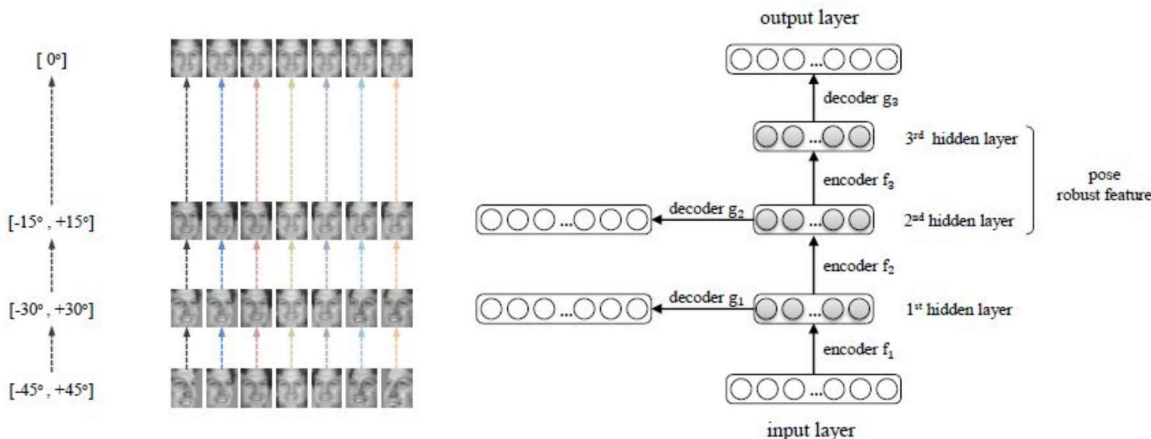 [ 0°]
[-15° , +15°]
[-30° , +30°]
[-45° , +45°]
output layer
...
decoder g₃
...
3ʳᵈ hidden layer
encoder f₃
pose
robust feature
...
decoder g₂
...
2ⁿᵈ hidden layer
encoder f₂
...
decoder g₁
...
1ˢᵗ hidden layer
encoder f₁
...
input layer